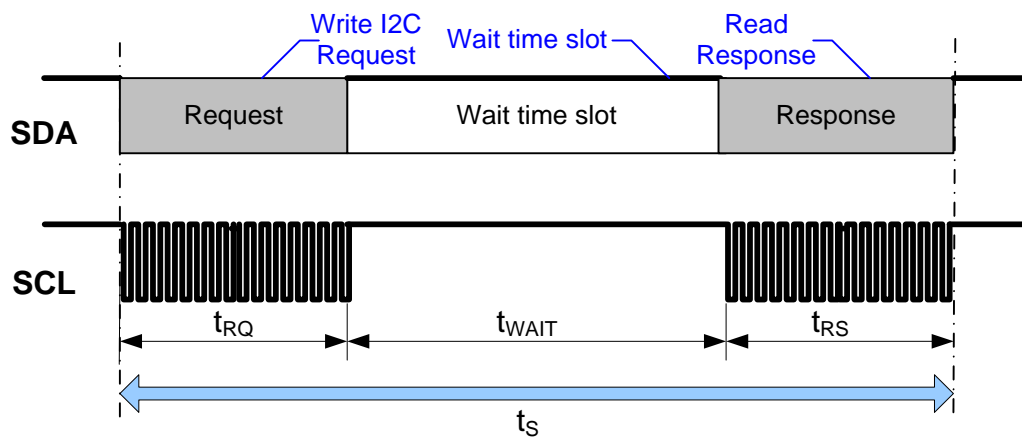 Write I2C
Request
Wait time slot
Read
Response
SDA
Request
Wait time slot
Response
SCL
tRQ
tWAIT
tRS
tS